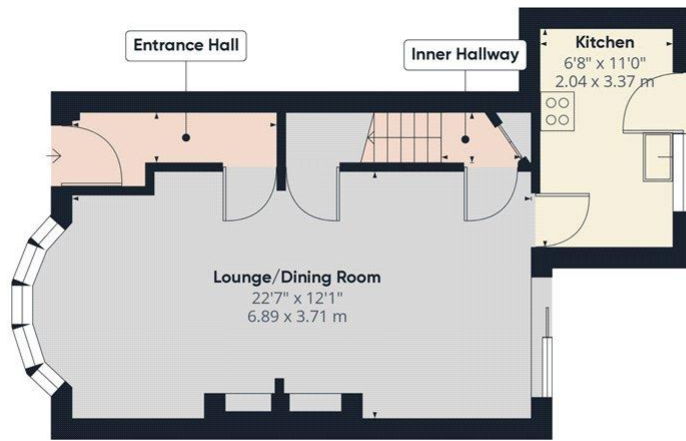 Entrance Hall
Inner Hallway
Kitchen
6'8" x 11'0"
2.04 x 3.37 m
Lounge/Dining Room
22'7" x 12'1"
6.89 x 3.71 m